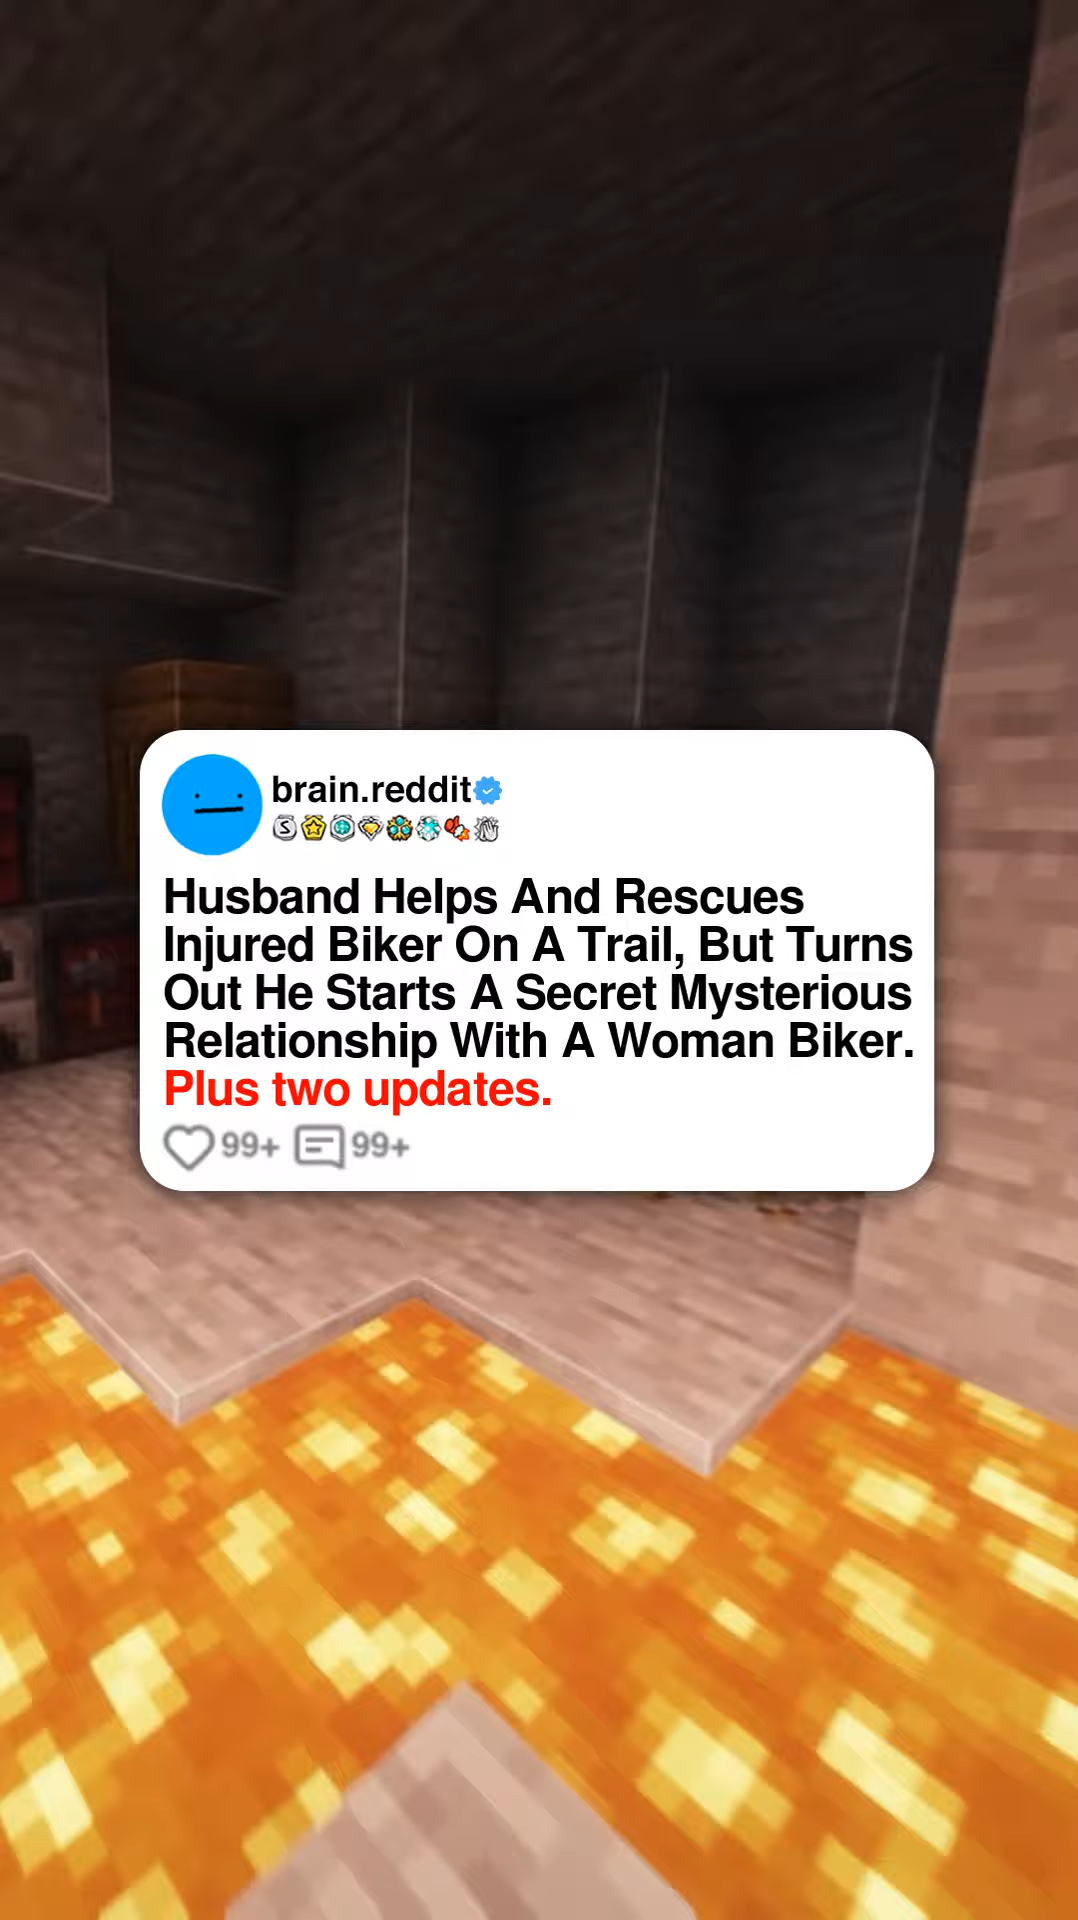 brain.reddit
Husband Helps And Rescues
Injured Biker On A Trail, But Turns
Out He Starts A Secret Mysterious
Relationship With A Woman Biker.
Plus two updates.
99+ 99+